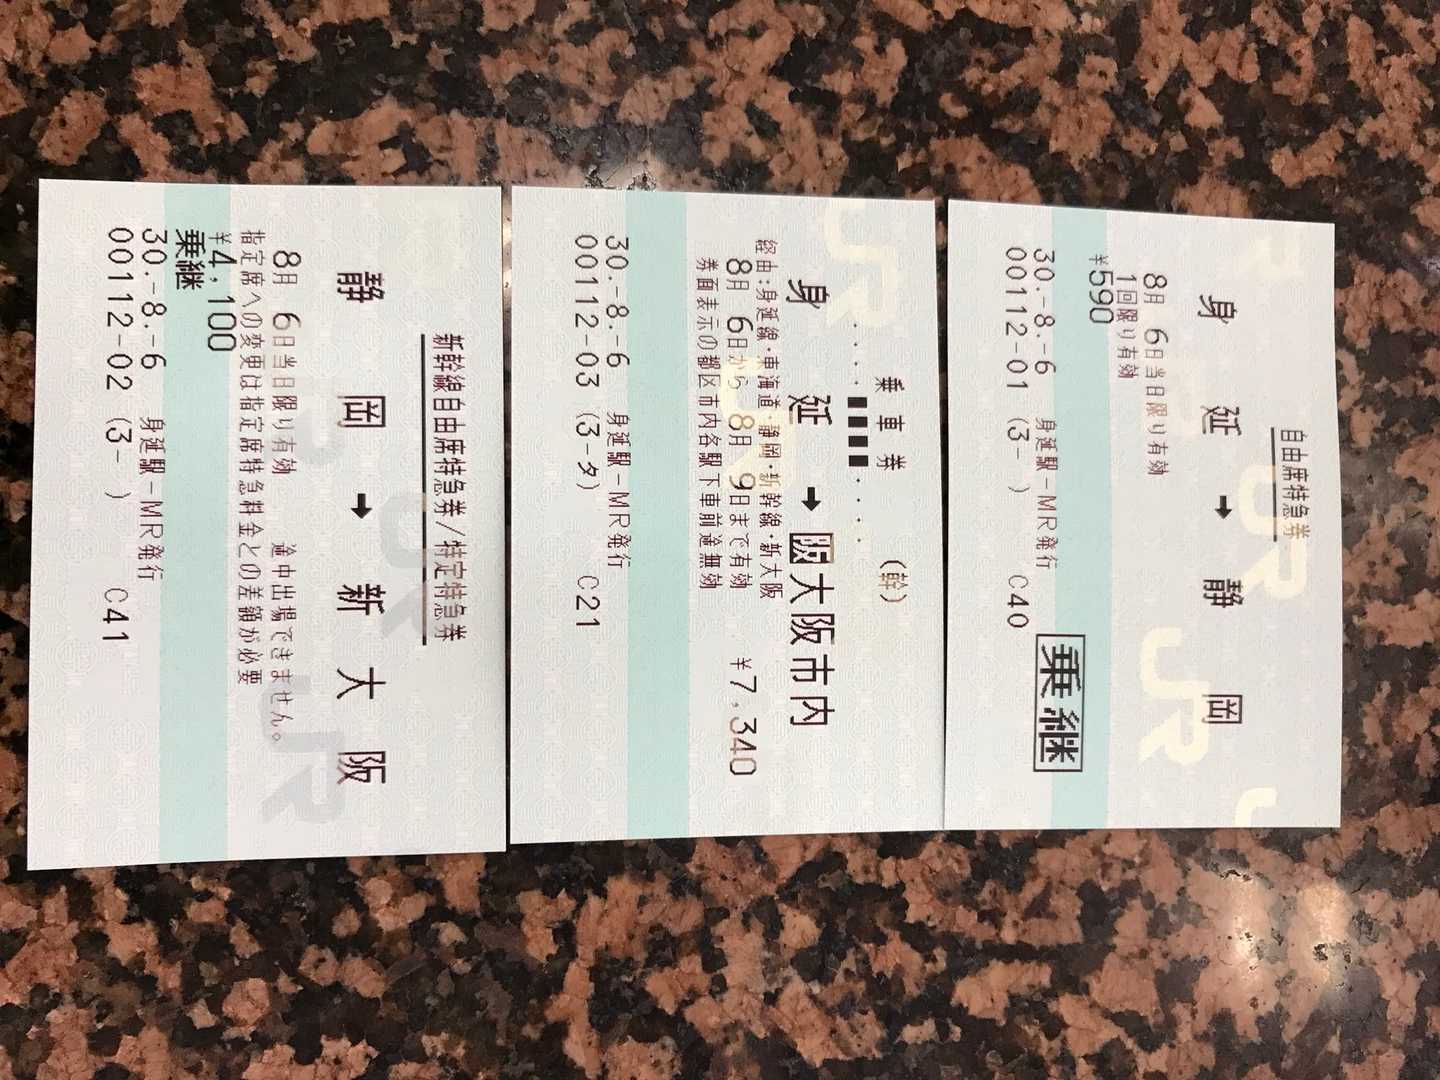 自由席特急券
身延 → 静岡
8月 6日当日限り有効
1回限り有効
¥590
乗継
30.-8.-6 身延駅-MR発行
00112-01 (3- ) C40
乗車券 (幹)
身延 → 阪大阪市内
経由:身延線・東海道・静岡・新幹線・新大阪
8月 6日から 8月 9日まで有効 ¥7,340
券面表示の都区市内各駅下車前途無効
30.-8.-6 身延駅-MR発行
00112-03 (3-タ) C21
新幹線自由席特急券/特定特急券
静岡 → 新大阪
8月 6日当日限り有効 途中出場できません。
指定席への変更は指定席特急料金との差額が必要
¥4,100
乗継
30.-8.-6 身延駅-MR発行
00112-02 (3- ) C41